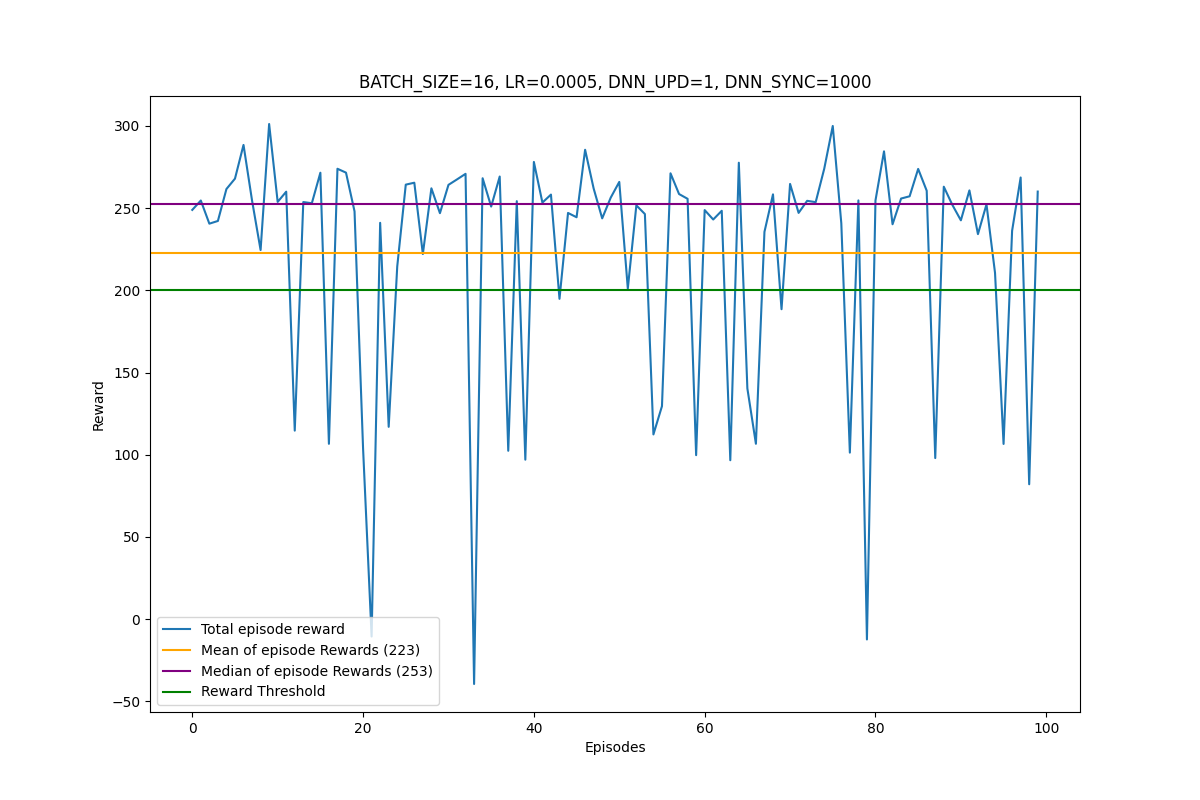 BATCH_SIZE=16, LR=0.0005, DNN_UPD=1, DNN_SYNC=1000
300
250
200
150
100
50
0
−50
Reward
Total episode reward
Mean of episode Rewards (223)
Median of episode Rewards (253)
Reward Threshold
0 20 40 60 80 100
Episodes